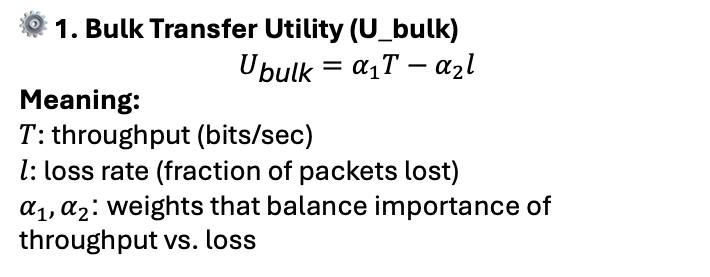 1. Bulk Transfer Utility (U_bulk)
U bulk = α₁T − α₂l
Meaning:
T: throughput (bits/sec)
l: loss rate (fraction of packets lost)
α₁, α₂: weights that balance importance of
throughput vs. loss